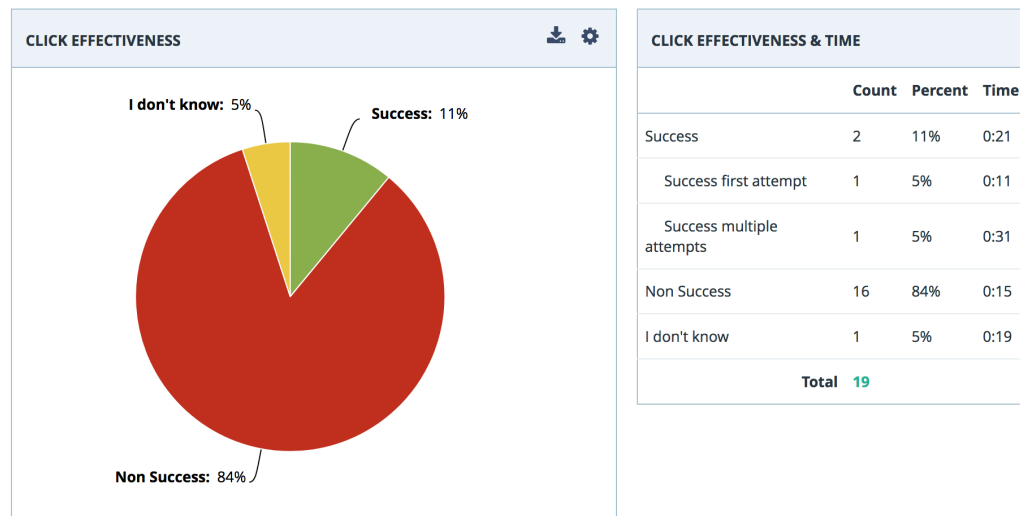 CLICK EFFECTIVENESS
I don't know: 5%
Success: 11%
Non Success: 84%
CLICK EFFECTIVENESS & TIME
Count Percent Time
Success 2 11% 0:21
Success first attempt 1 5% 0:11
Success multiple
attempts 1 5% 0:31
Non Success 16 84% 0:15
I don't know 1 5% 0:19
Total 19